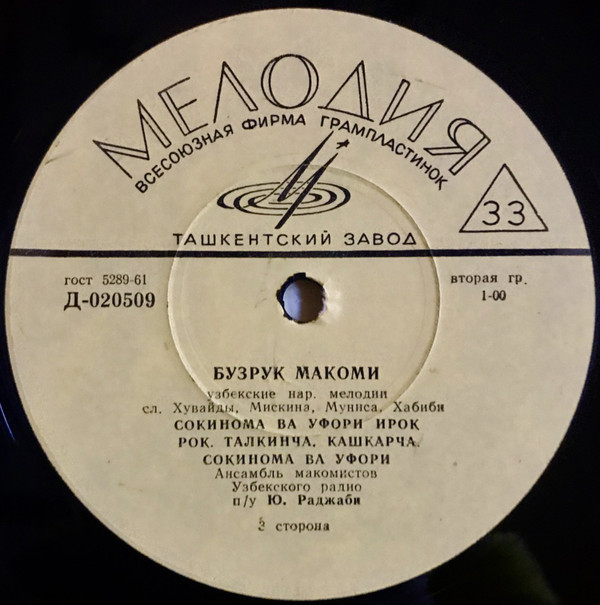 МЕЛОДИЯ
ВСЕСОЮЗНАЯ ФИРМА ГРАМПЛАСТИНОК
33
ТАШКЕНТСКИЙ ЗАВОД
гост 5289-61
Д-020509
вторая гр.
1-00
БУЗРУК МАКОМИ
узбекские нар. мелодии
сл. Хувайды, Мискина, Муниса, Хабиби
СОКИНОМА ВА УФОРИ ИРОК
РОК. ТАЛКИНЧА. КАШКАРЧА.
СОКИНОМА ВА УФОРИ
Ансамбль макомистов
Узбекского радио
п/у Ю. Раджаби
сторона